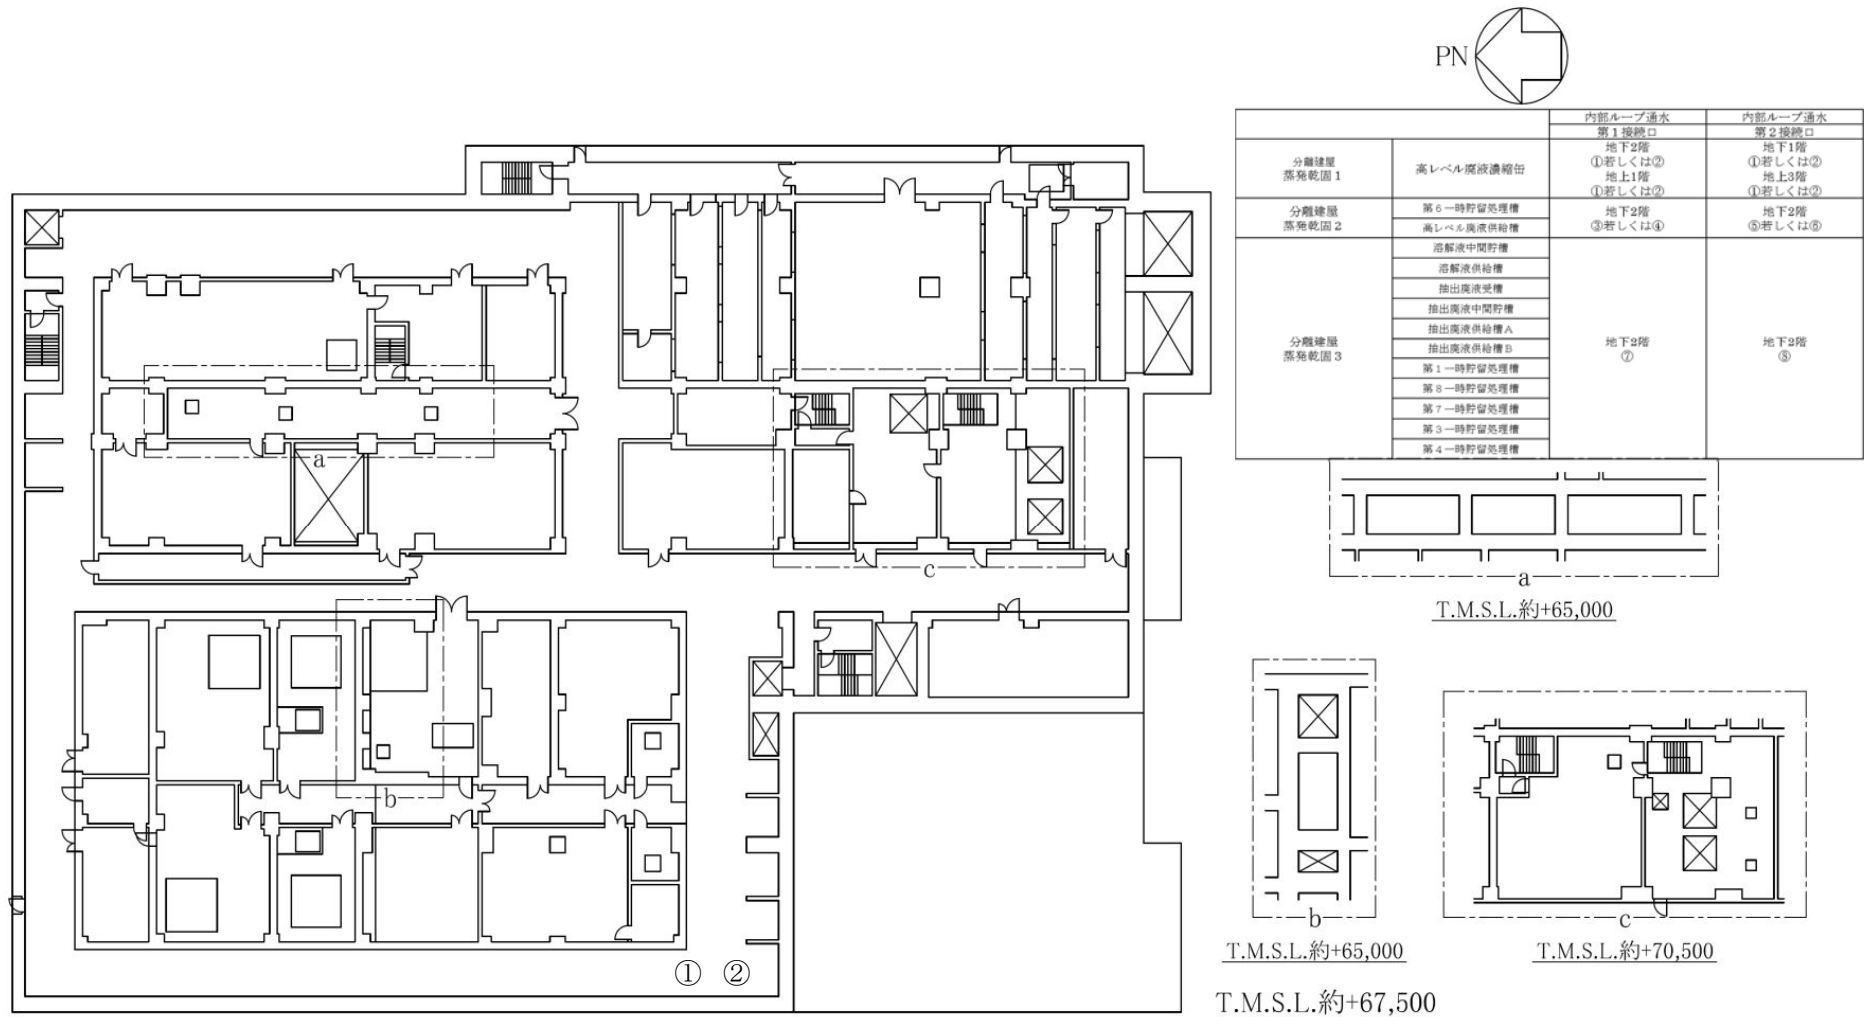 PN
内部ループ通水
第1接続口
内部ループ通水
第2接続口
分離建屋
蒸発乾固1
高レベル廃液濃縮缶
地下2階
①若しくは②
地上1階
①若しくは②
地下1階
①若しくは②
地上3階
①若しくは②
分離建屋
蒸発乾固2
第6一時貯留処理槽
高レベル廃液供給槽
地下2階
③若しくは④
地下2階
⑤若しくは⑥
分離建屋
蒸発乾固3
溶解液中間貯槽
溶解液供給槽
抽出廃液受槽
抽出廃液中間貯槽
抽出廃液供給槽A
抽出廃液供給槽B
第1一時貯留処理槽
第8一時貯留処理槽
第7一時貯留処理槽
第3一時貯留処理槽
第4一時貯留処理槽
地下2階
⑦
地下2階
⑧
a
c
b
① ②
a
T.M.S.L.約+65,000
b
T.M.S.L.約+65,000
c
T.M.S.L.約+70,500
T.M.S.L.約+67,500